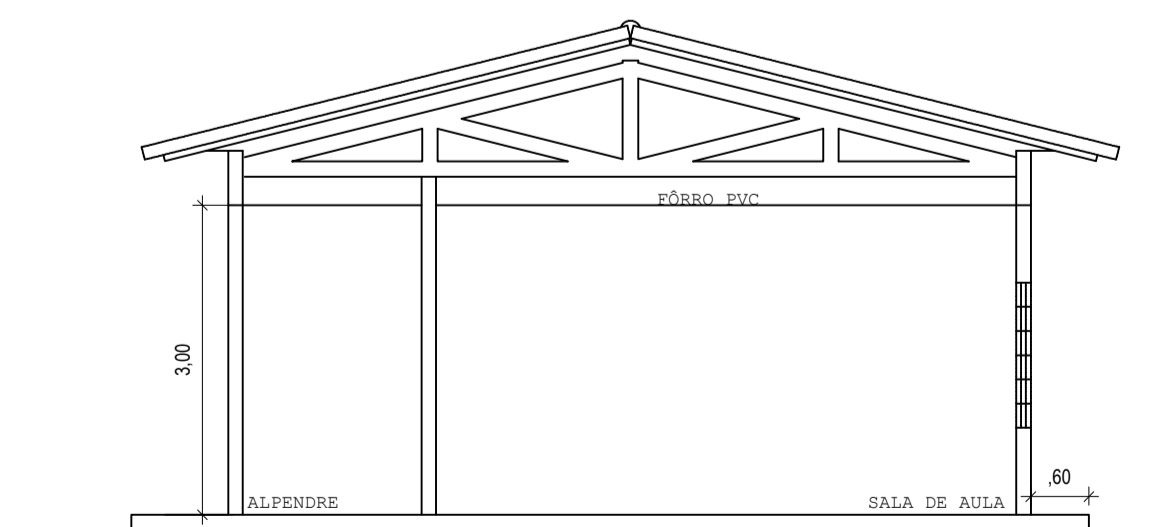 FÔRRO PVC
3,00
,60
ALPENDRE
SALA DE AULA